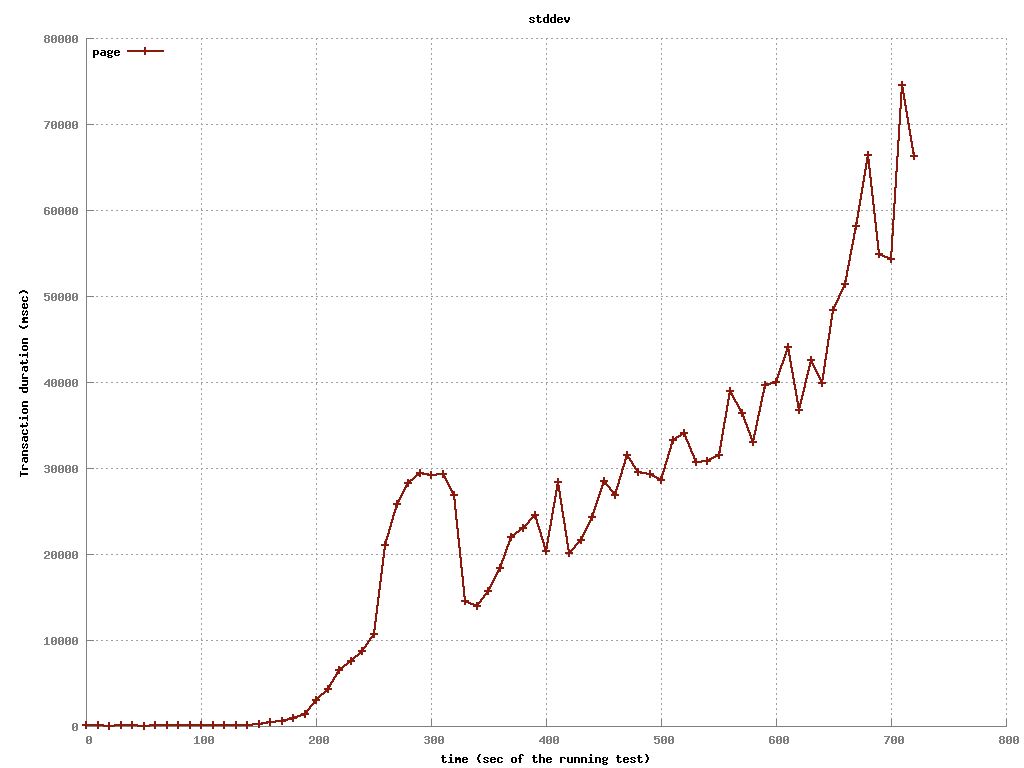 stddev
page
80000
70000
60000
50000
40000
30000
20000
10000
0
Transaction duration (msec)
0 100 200 300 400 500 600 700 800
time (sec of the running test)